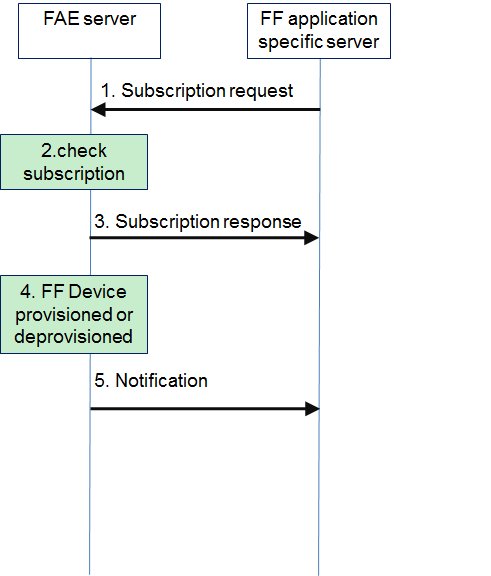 FAE server
FF application
specific server
1. Subscription request
2.check
subscription
3. Subscription response
4. FF Device
provisioned or
deprovisioned
5. Notification